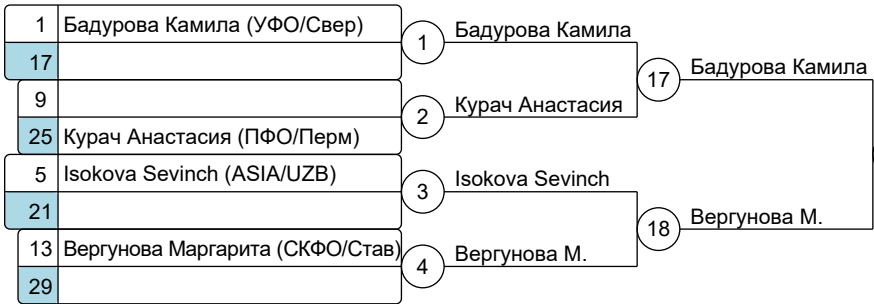 1 Бадурова Камила (УФО/Свер)
17
1
Бадурова Камила
9
25 Курач Анастасия (ПФО/Перм)
2
Курач Анастасия
17
Бадурова Камила
5 Isokova Sevinch (ASIA/UZB)
21
3
Isokova Sevinch
13 Вергунова Маргарита (СКФО/Став)
29
4
Вергунова М.
18
Вергунова М.